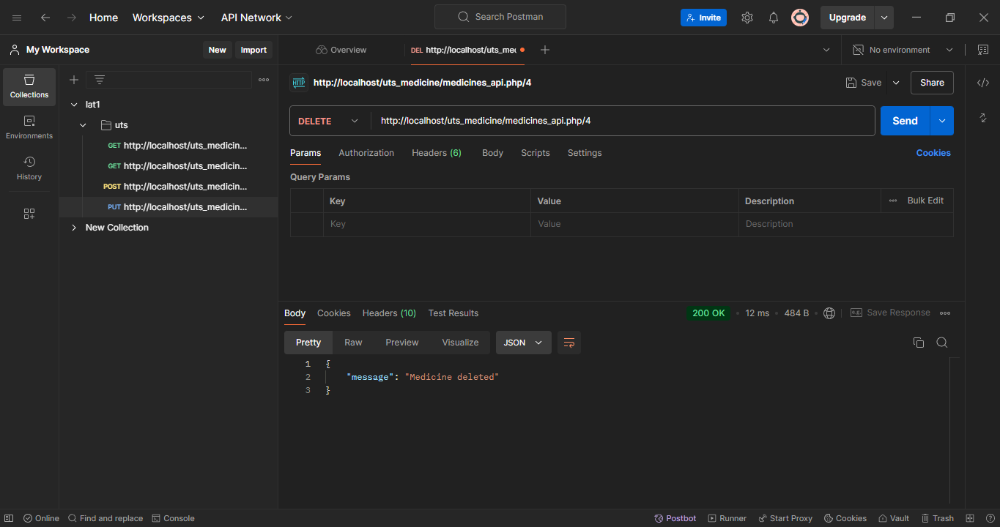 Home Workspaces API Network Search Postman Invite Upgrade
My Workspace New Import
Overview DEL http://localhost/uts_mec No environment
Collections
Environments
History
lat1
uts
GET http://localhost/uts_medicin...
GET http://localhost/uts_medicin...
POST http://localhost/uts_medicin...
PUT http://localhost/uts_medicin...
New Collection
HTTP http://localhost/uts_medicine/medicines_api.php/4 Save Share
DELETE http://localhost/uts_medicine/medicines_api.php/4 Send
Params Authorization Headers (6) Body Scripts Settings Cookies
Query Params
Key Value Description Bulk Edit
Key Value Description
Body Cookies Headers (10) Test Results 200 OK 12 ms 484 B e.g. Save Response
Pretty Raw Preview Visualize JSON
1 {
2 "message": "Medicine deleted"
3 }
Online Find and replace Console Postbot Runner Start Proxy Cookies Vault Trash